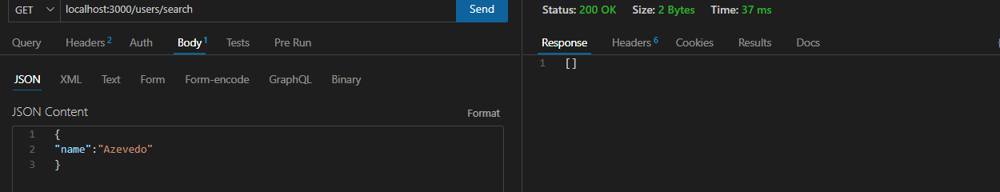 GET localhost:3000/users/search Send
Query Headers 2 Auth Body 1 Tests Pre Run
JSON XML Text Form Form-encode GraphQL Binary
JSON Content Format
1 {
2 "name":"Azevedo"
3 }
Status: 200 OK Size: 2 Bytes Time: 37 ms
Response Headers 6 Cookies Results Docs
1 []